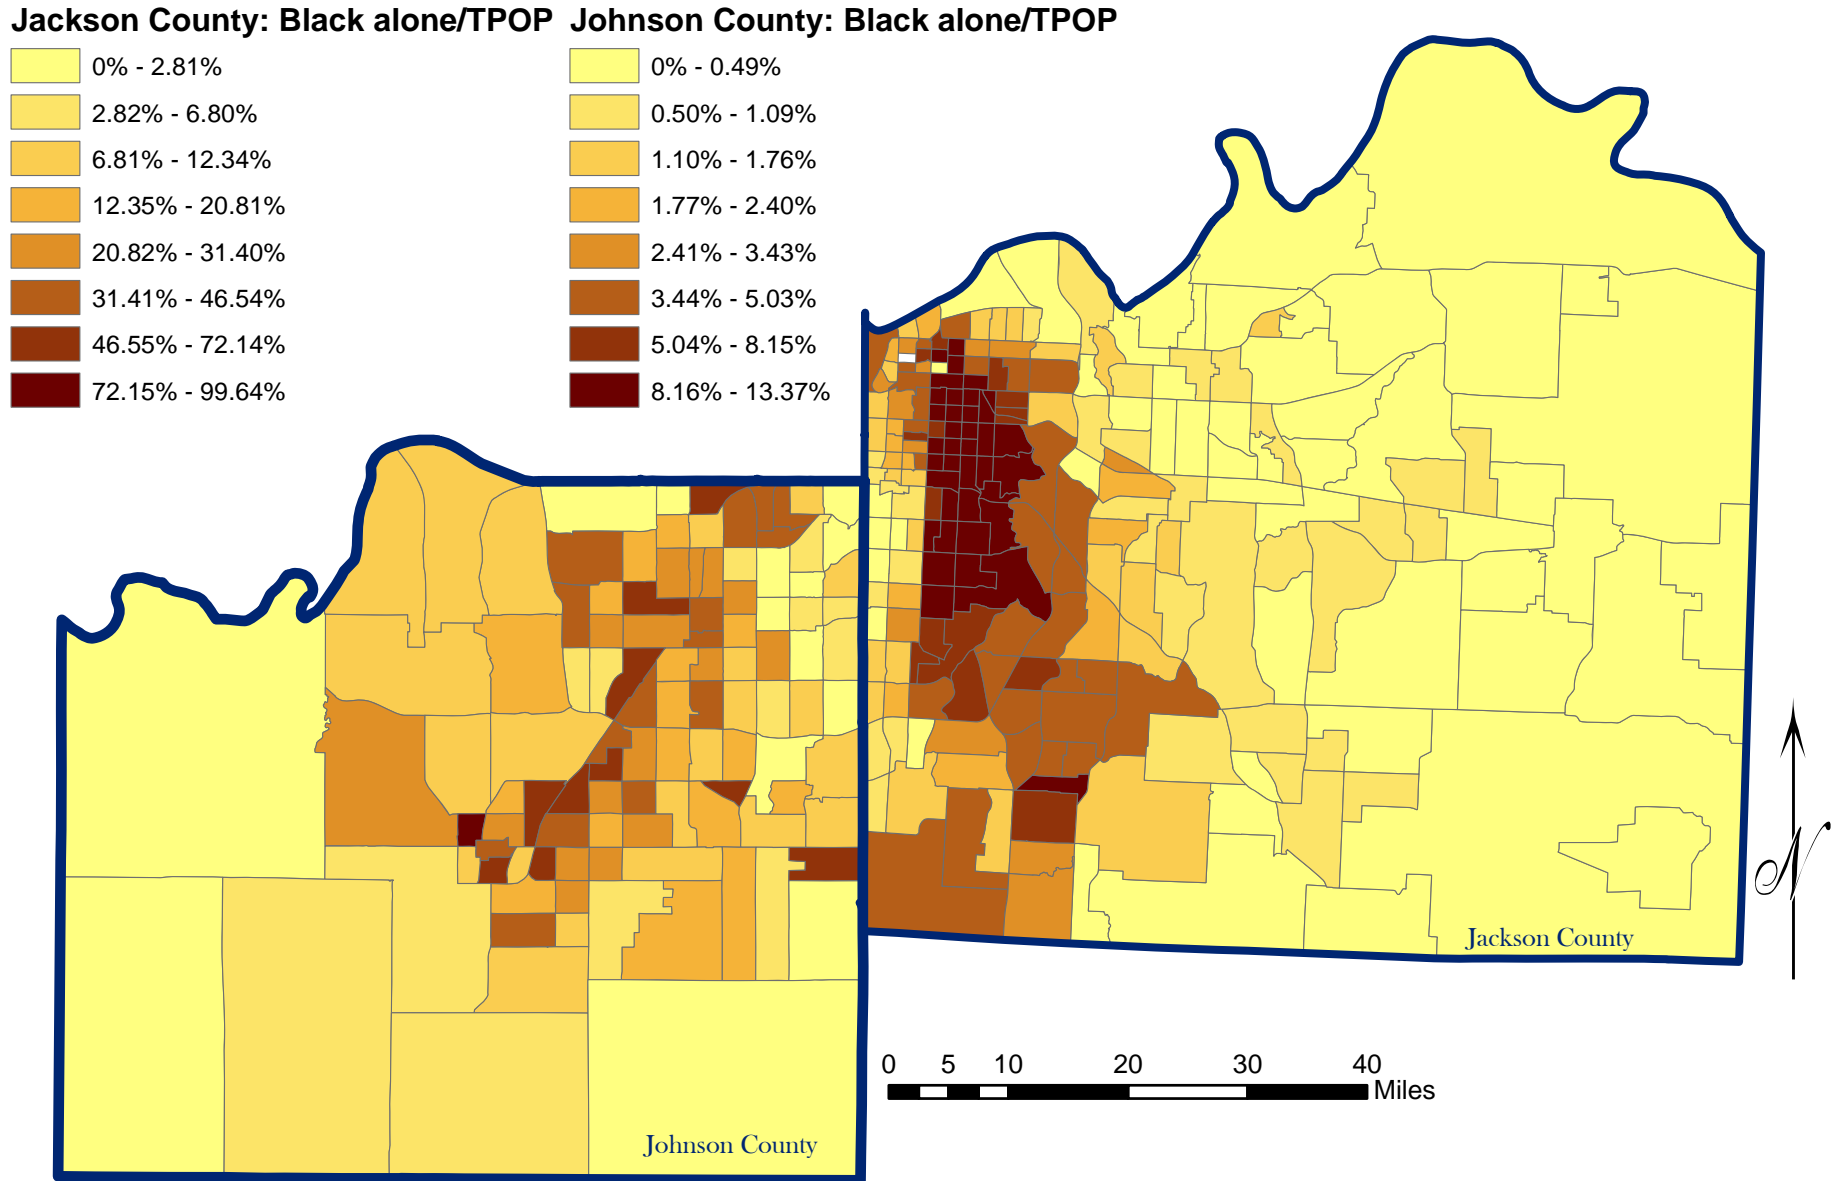 Jackson County: Black alone/TPOP
0% - 2.81%
2.82% - 6.80%
6.81% - 12.34%
12.35% - 20.81%
20.82% - 31.40%
31.41% - 46.54%
46.55% - 72.14%
72.15% - 99.64%
Johnson County: Black alone/TPOP
0% - 0.49%
0.50% - 1.09%
1.10% - 1.76%
1.77% - 2.40%
2.41% - 3.43%
3.44% - 5.03%
5.04% - 8.15%
8.16% - 13.37%
N
Jackson County
0 5 10 20 30 40
Miles
Johnson County